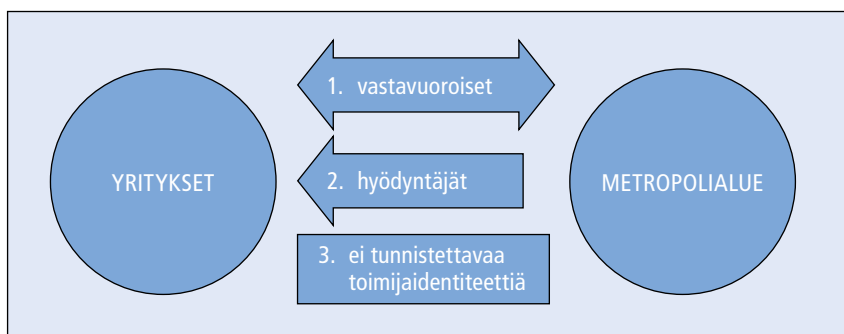 1. vastavuoroiset
YRITYKSET
2. hyödyntäjät
METROPOLIALUE
3. ei tunnistettavaa
toimijaidentiteettiä